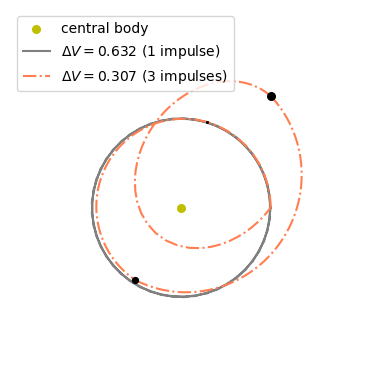 central body
ΔV = 0.632 (1 impulse)
ΔV = 0.307 (3 impulses)